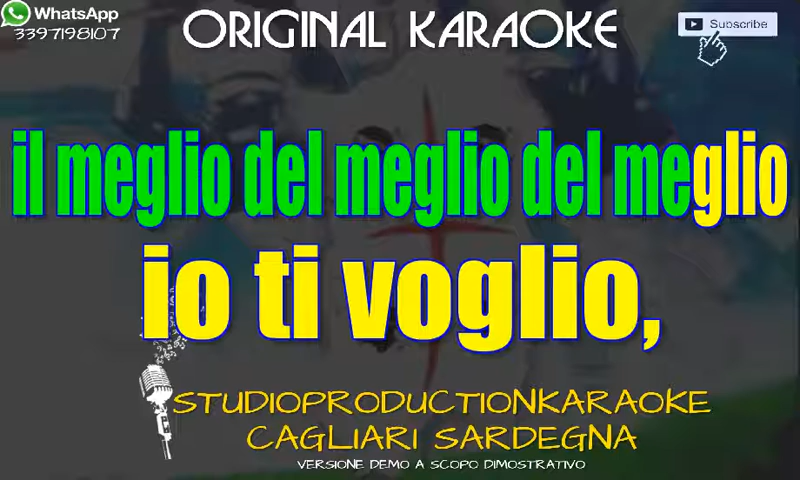 WhatsApp
3397198107
ORIGINAL KARAOKE
Subscribe
il meglio del meglio del meglio
io ti voglio,
STUDIOPRODUCTIONKARAOKE
CAGLIARI SARDEGNA
VERSIONE DEMO A SCOPO DIMOSTRATIVO